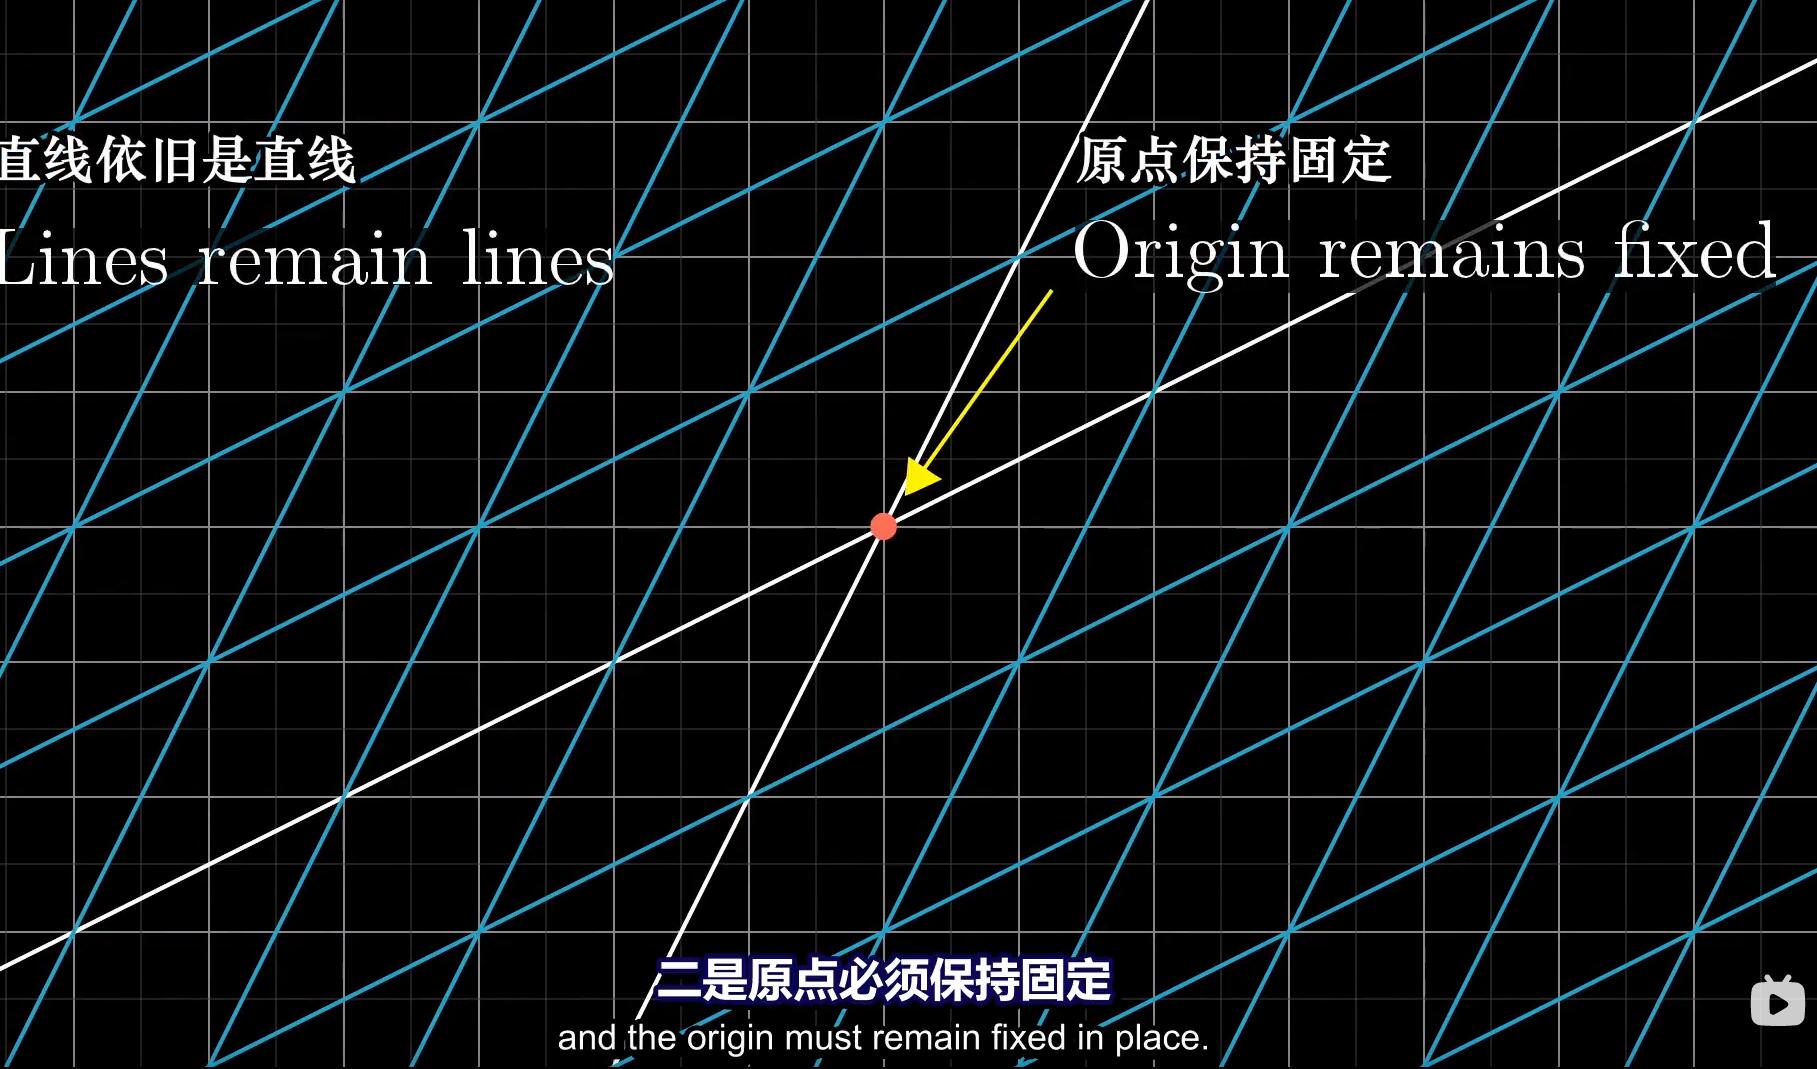 直线依旧是直线
Lines remain lines
原点保持固定
Origin remains fixed
二是原点必须保持固定
and the origin must remain fixed in place.